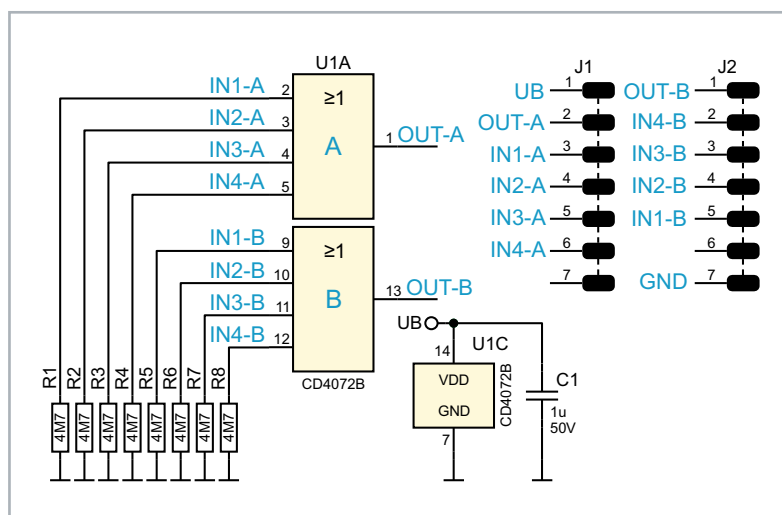 U1A
IN1-A 2
IN2-A 3
IN3-A 4
IN4-A 5
≥1
A
1 OUT-A
IN1-B 9
IN2-B 10
IN3-B 11
IN4-B 12
≥1
B
13 OUT-B
CD4072B
R1
R2
R3
R4
R5
R6
R7
R8
4M7
4M7
4M7
4M7
4M7
4M7
4M7
4M7
J1
UB 1
OUT-A 2
IN1-A 3
IN2-A 4
IN3-A 5
IN4-A 6
7
J2
OUT-B 1
IN4-B 2
IN3-B 3
IN2-B 4
IN1-B 5
6
GND 7
UB
14
U1C
VDD
GND
CD4072B
7
C1
1u
50V